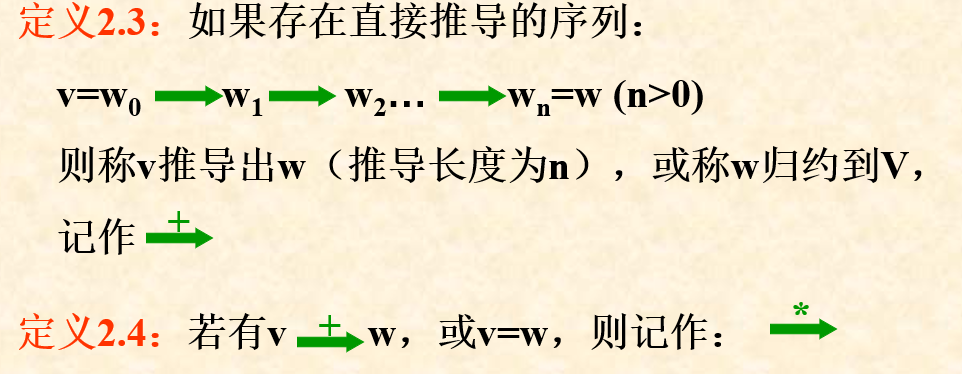 定义2.3：如果存在直接推导的序列：
v=w₀ ➡ w₁ ➡ w₂… ➡ wₙ=w (n>0)
则称v推导出w（推导长度为n），或称w归约到V，
记作 +➡
定义2.4：若有v +➡ w，或v=w，则记作： *➡